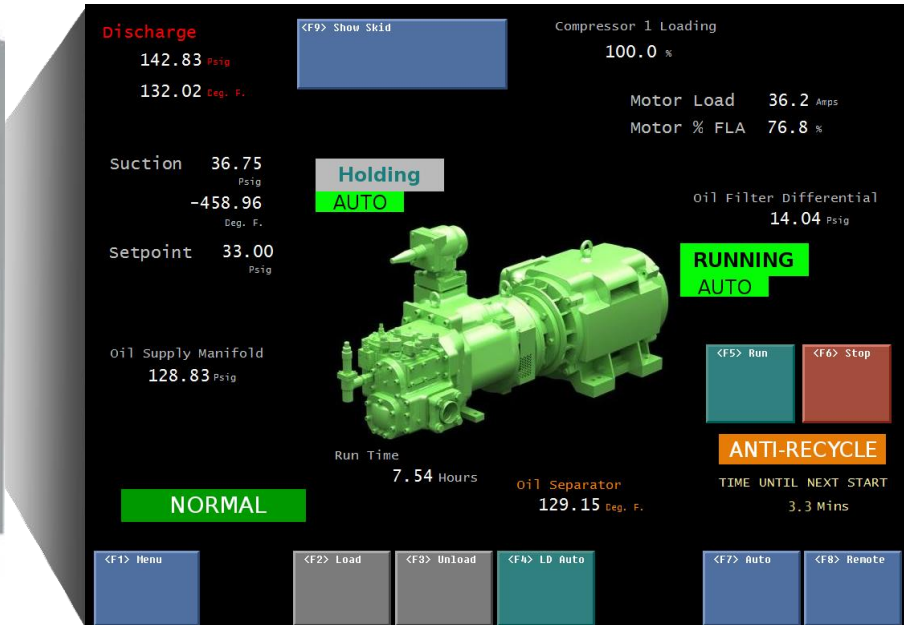 Discharge
142.83 Psig
132.02 Deg. F.
<F9> Show Skid
Compressor 1 Loading
100.0 %
Motor Load 36.2 Amps
Motor % FLA 76.8 %
Suction 36.75
Psig
-458.96
Deg. F.
Setpoint 33.00
Psig
Holding
AUTO
Oil Filter Differential
14.04 Psig
RUNNING
AUTO
Oil Supply Manifold
128.83 Psig
<F5> Run
<F6> Stop
ANTI-RECYCLE
TIME UNTIL NEXT START
3.3 Mins
Run Time
7.54 Hours
Oil Separator
129.15 Deg. F.
NORMAL
<F1> Menu
<F2> Load
<F3> Unload
<F4> LD Auto
<F7> Auto
<F8> Remote